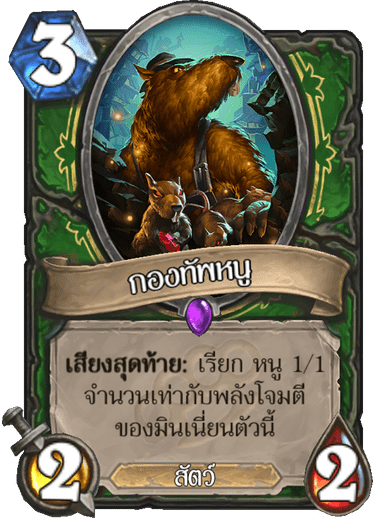 3
กองทัพหนู
เสียงสุดท้าย: เรียก หนู 1/1
จำนวนเท่ากับพลังโจมตี
ของมินเนี่ยนตัวนี้
2
สัตว์
2